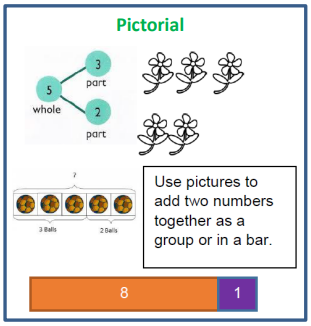 Pictorial
3
part
5
whole
2
part
7
3 Balls 2 Balls
Use pictures to
add two numbers
together as a
group or in a bar.
8 1